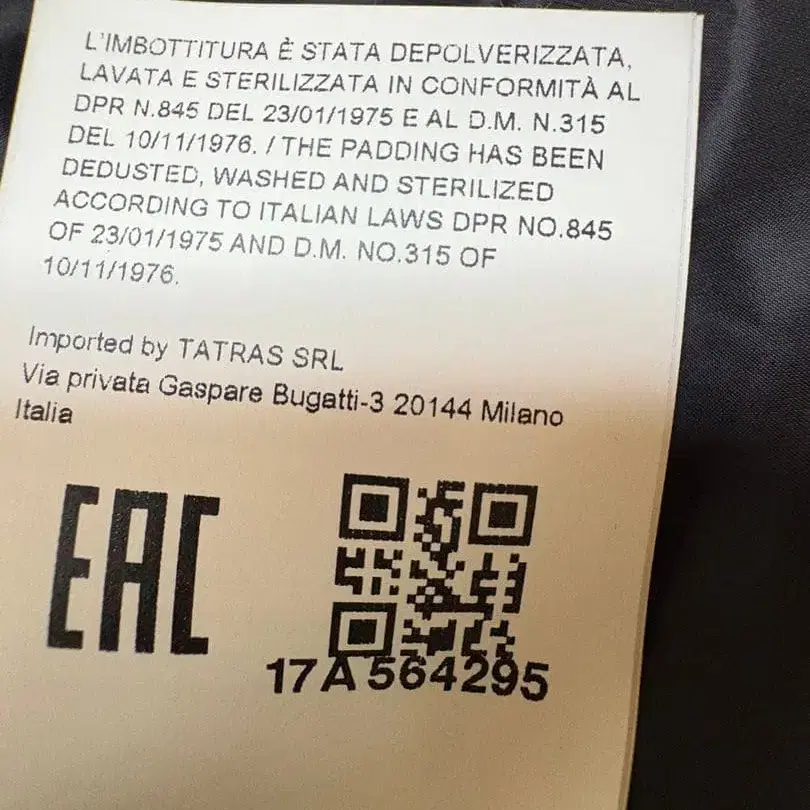 L'IMBOTTITURA È STATA DEPOLVERIZZATA,
LAVATA E STERILIZZATA IN CONFORMITÀ AL
DPR N.845 DEL 23/01/1975 E AL D.M. N.315
DEL 10/11/1976. / THE PADDING HAS BEEN
DEDUSTED, WASHED AND STERILIZED
ACCORDING TO ITALIAN LAWS DPR NO.845
OF 23/01/1975 AND D.M. NO.315 OF
10/11/1976.
Imported by TATRAS SRL
Via privata Gaspare Bugatti-3 20144 Milano
Italia
EAC
17A564295